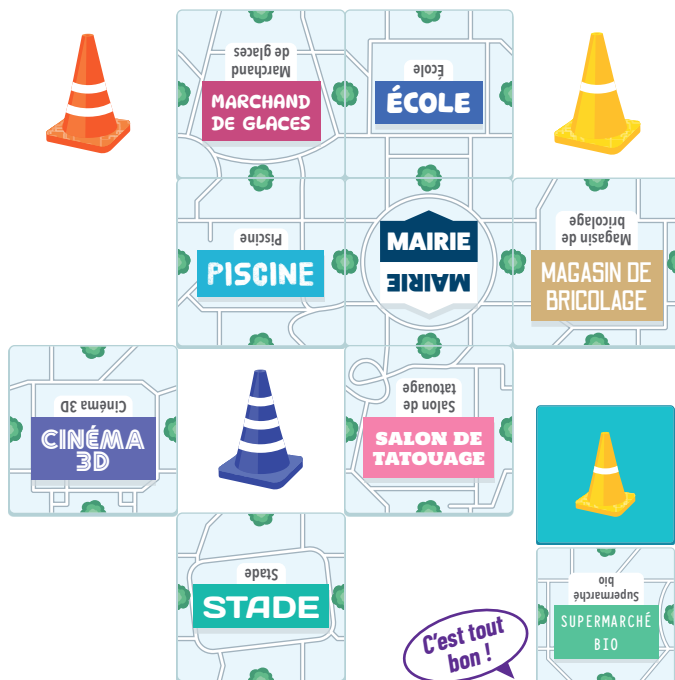 Marchand
de glaces
MARCHAND
DE GLACES
École
ÉCOLE
Piscine
PISCINE
MAIRIE
MAIRIE
Magasin de
bricolage
MAGASIN DE
BRICOLAGE
Cinéma 3D
CINÉMA
3D
Salon de
tatouage
SALON DE
TATOUAGE
Stade
STADE
C'est tout
bon !
Supermarché
bio
SUPERMARCHÉ
BIO